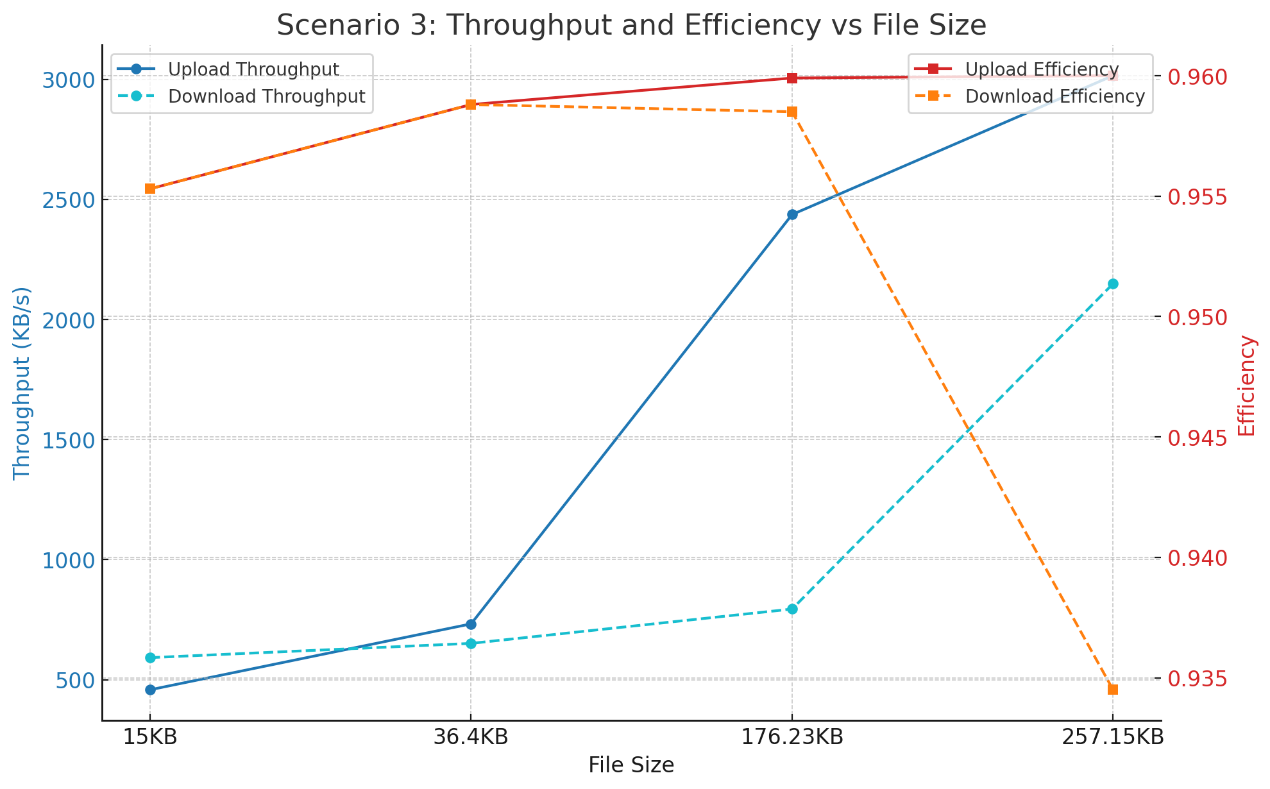 Scenario 3: Throughput and Efficiency vs File Size
Upload Throughput
Download Throughput
Upload Efficiency
Download Efficiency
Throughput (KB/s)
3000
2500
2000
1500
1000
500
0.960
0.955
0.950
0.945
0.940
0.935
Efficiency
15KB
36.4KB
176.23KB
257.15KB
File Size